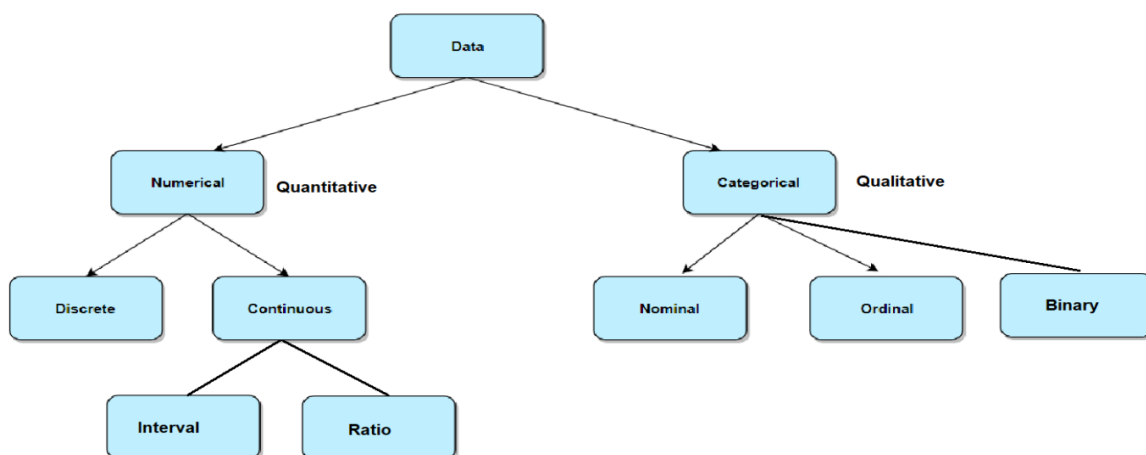 Data
Numerical
Quantitative
Categorical
Qualitative
Discrete
Continuous
Nominal
Ordinal
Binary
Interval
Ratio